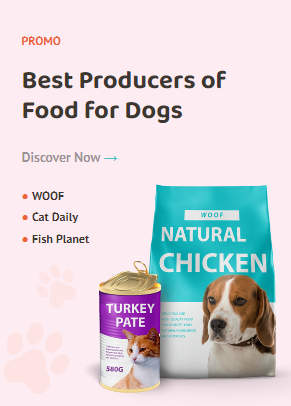 PROMO
Best Producers of
Food for Dogs
Discover Now →
WOOF
Cat Daily
Fish Planet
WOOF
NATURAL
CHICKEN
TURKEY
PATE
580G